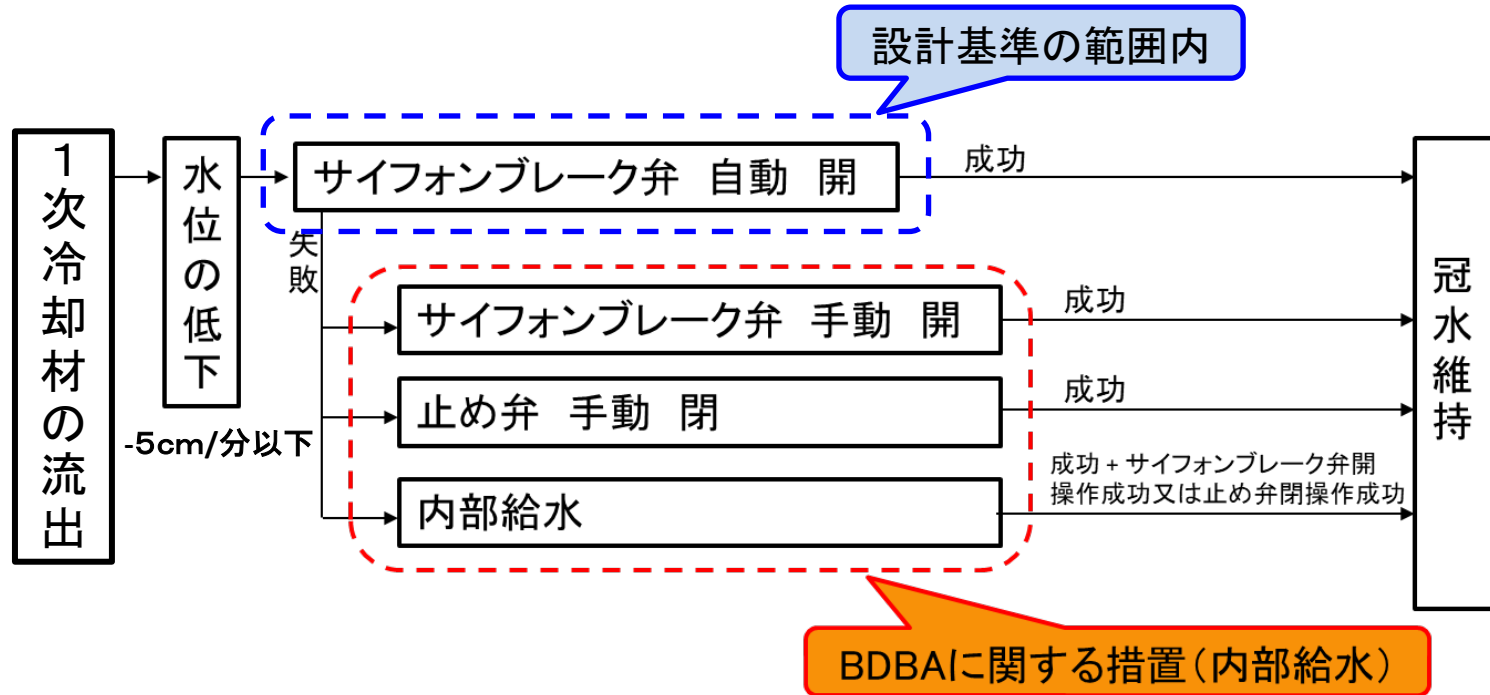 設計基準の範囲内
1次冷却材の流出
水位の低下
-5cm/分以下
サイフォンブレーク弁　自動　開
成功
失敗
サイフォンブレーク弁　手動　開
成功
止め弁　手動　閉
成功
内部給水
成功 + サイフォンブレーク弁開
操作成功又は止め弁閉操作成功
冠水維持
BDBAに関する措置(内部給水)